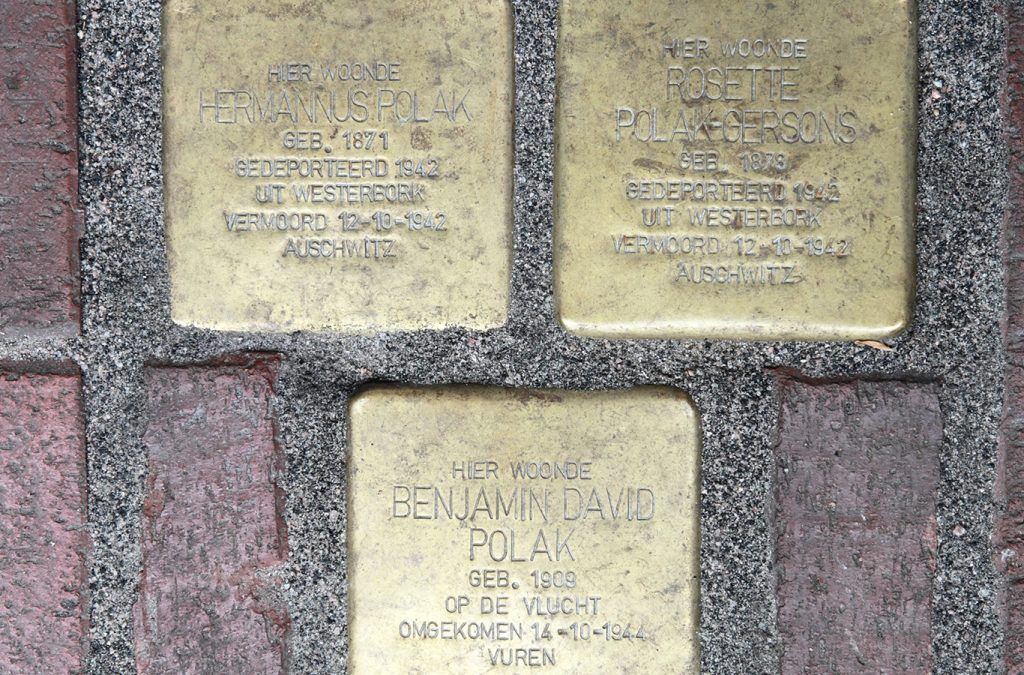 HIER WOONDE
HERMANNUS POLAK
GEB. 1871
GEDEPORTEERD 1942
UIT WESTERBORK
VERMOORD 12-10-1942
AUSCHWITZ
HIER WOONDE
ROSETTE
POLAK-GERSONS
GEB. 1878
GEDEPORTEERD 1942
UIT WESTERBORK
VERMOORD 12-10-1942
AUSCHWITZ
HIER WOONDE
BENJAMIN DAVID
POLAK
GEB. 1909
OP DE VLUCHT
OMGEKOMEN 14-10-1944
VUREN